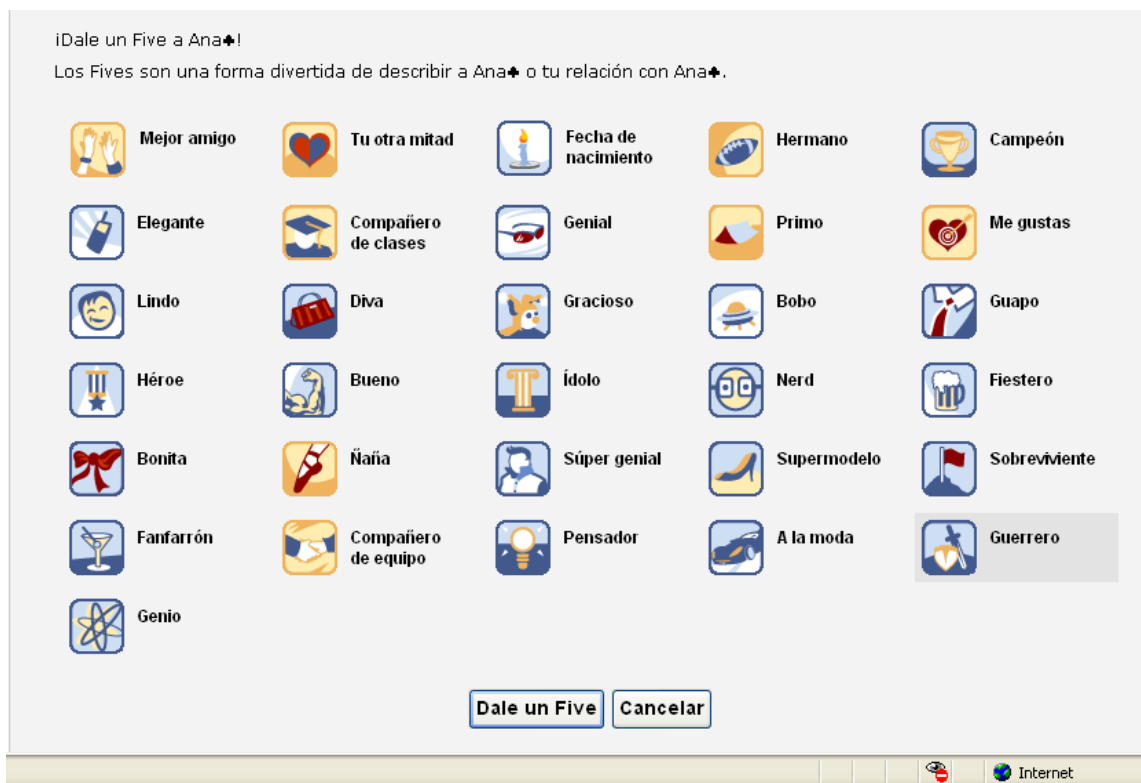 ¡Dale un Five a Ana♣!
Los Fives son una forma divertida de describir a Ana♣ o tu relación con Ana♣.
Mejor amigo
Tu otra mitad
Fecha de
nacimiento
Hermano
Campeón
Elegante
Compañero
de clases
Genial
Primo
Me gustas
Lindo
Diva
Gracioso
Bobo
Guapo
Héroe
Bueno
Ídolo
Nerd
Fiestero
Bonita
Ñaña
Súper genial
Supermodelo
Sobreviviente
Fanfarrón
Compañero
de equipo
Pensador
A la moda
Guerrero
Genio
Dale un Five
Cancelar
Internet